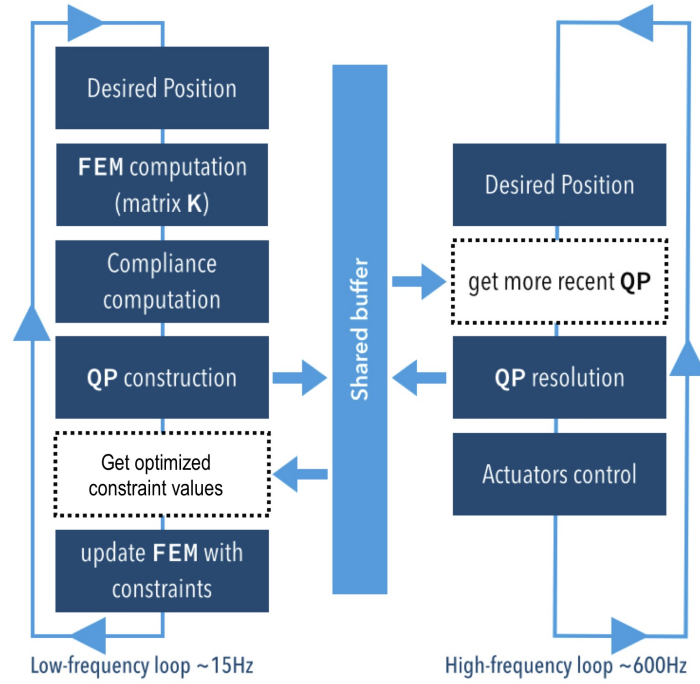 Desired Position
FEM computation
(matrix K)
Compliance
computation
QP construction
Get optimized
constraint values
update FEM with
constraints
Low-frequency loop ~15Hz
Shared buffer
Desired Position
get more recent QP
QP resolution
Actuators control
High-frequency loop ~600Hz